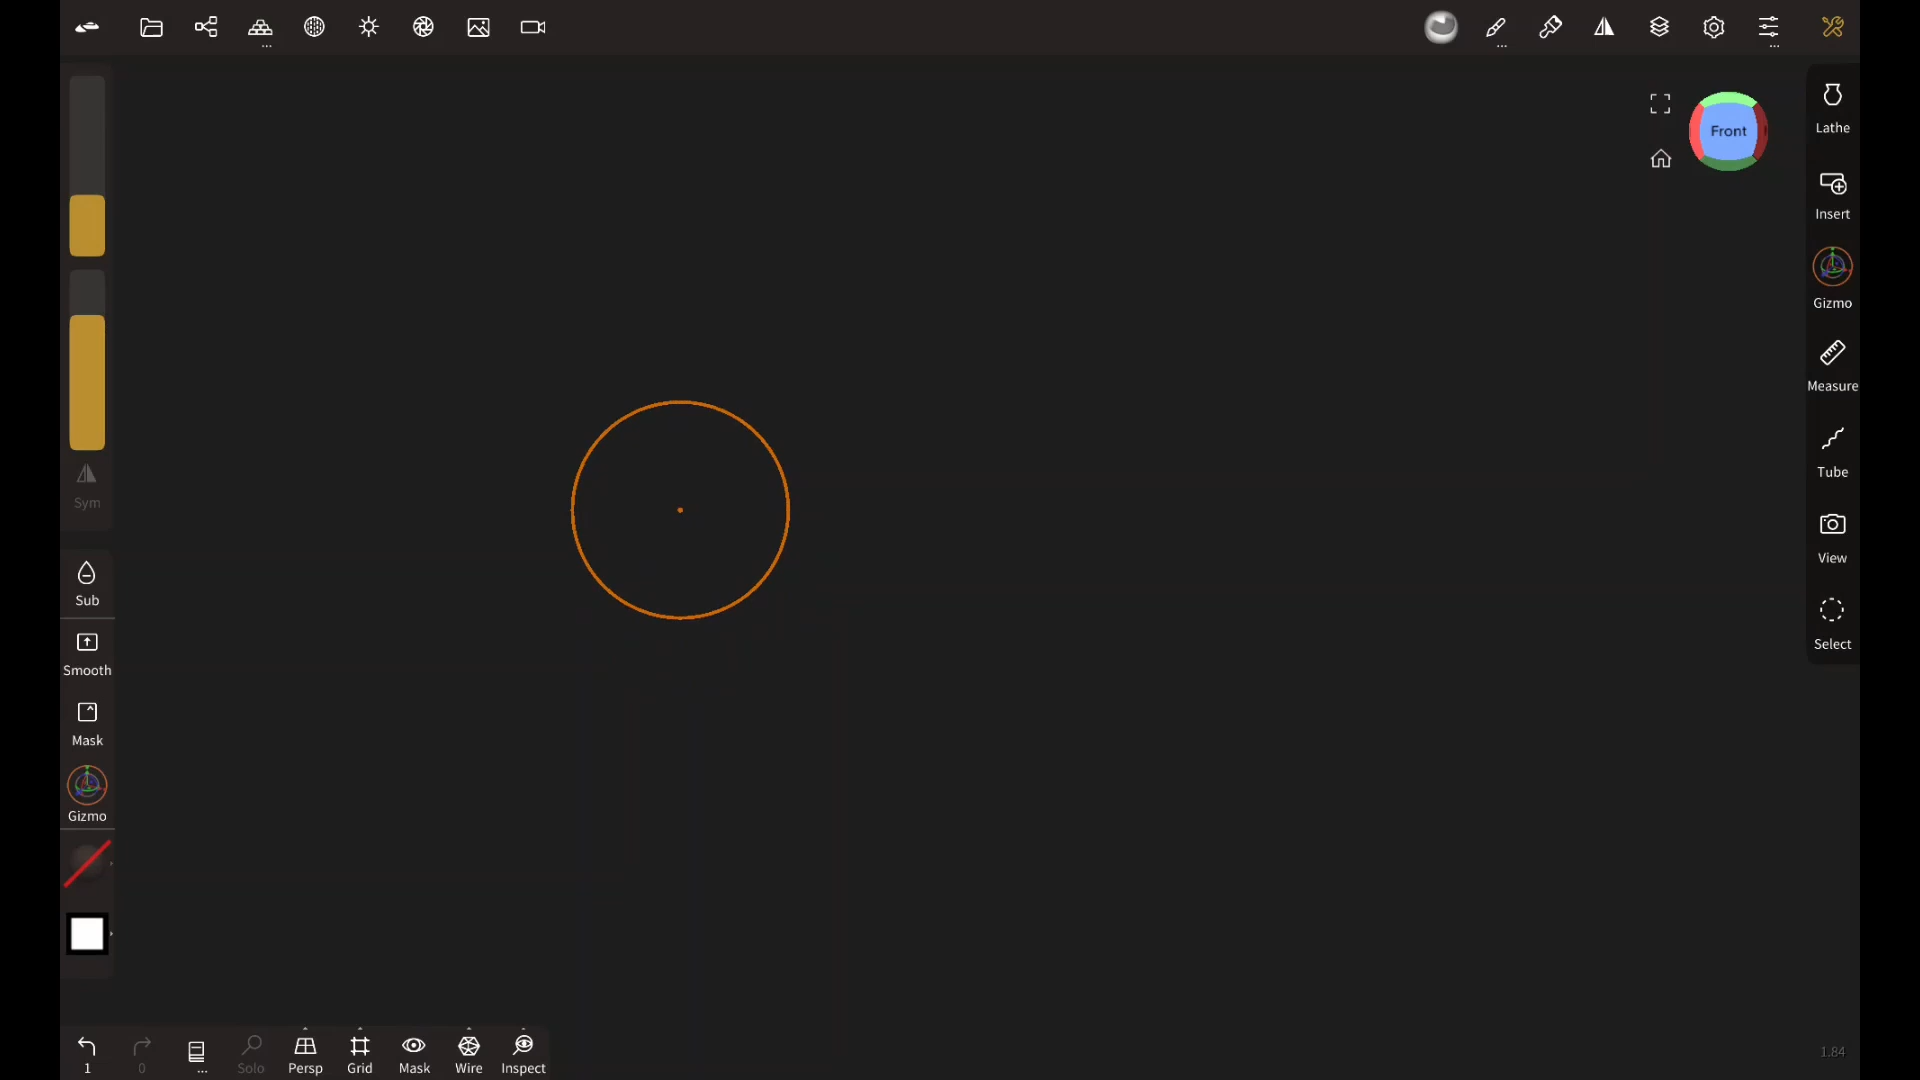 Front
Lathe
Insert
Gizmo
Measure
Tube
View
Select
Sym
Sub
Smooth
Mask
Gizmo
1
0
...
Solo
Persp
Grid
Mask
Wire
Inspect
1.84